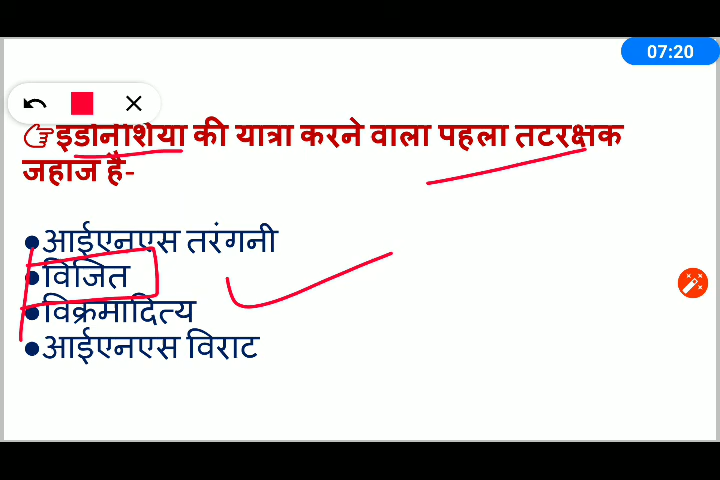 07:20
👉इंडोनेशिया की यात्रा करने वाला पहला तटरक्षक
जहाज है-
●आईएनएस तरंगनी
●विजित
●विक्रमादित्य
●आईएनएस विराट